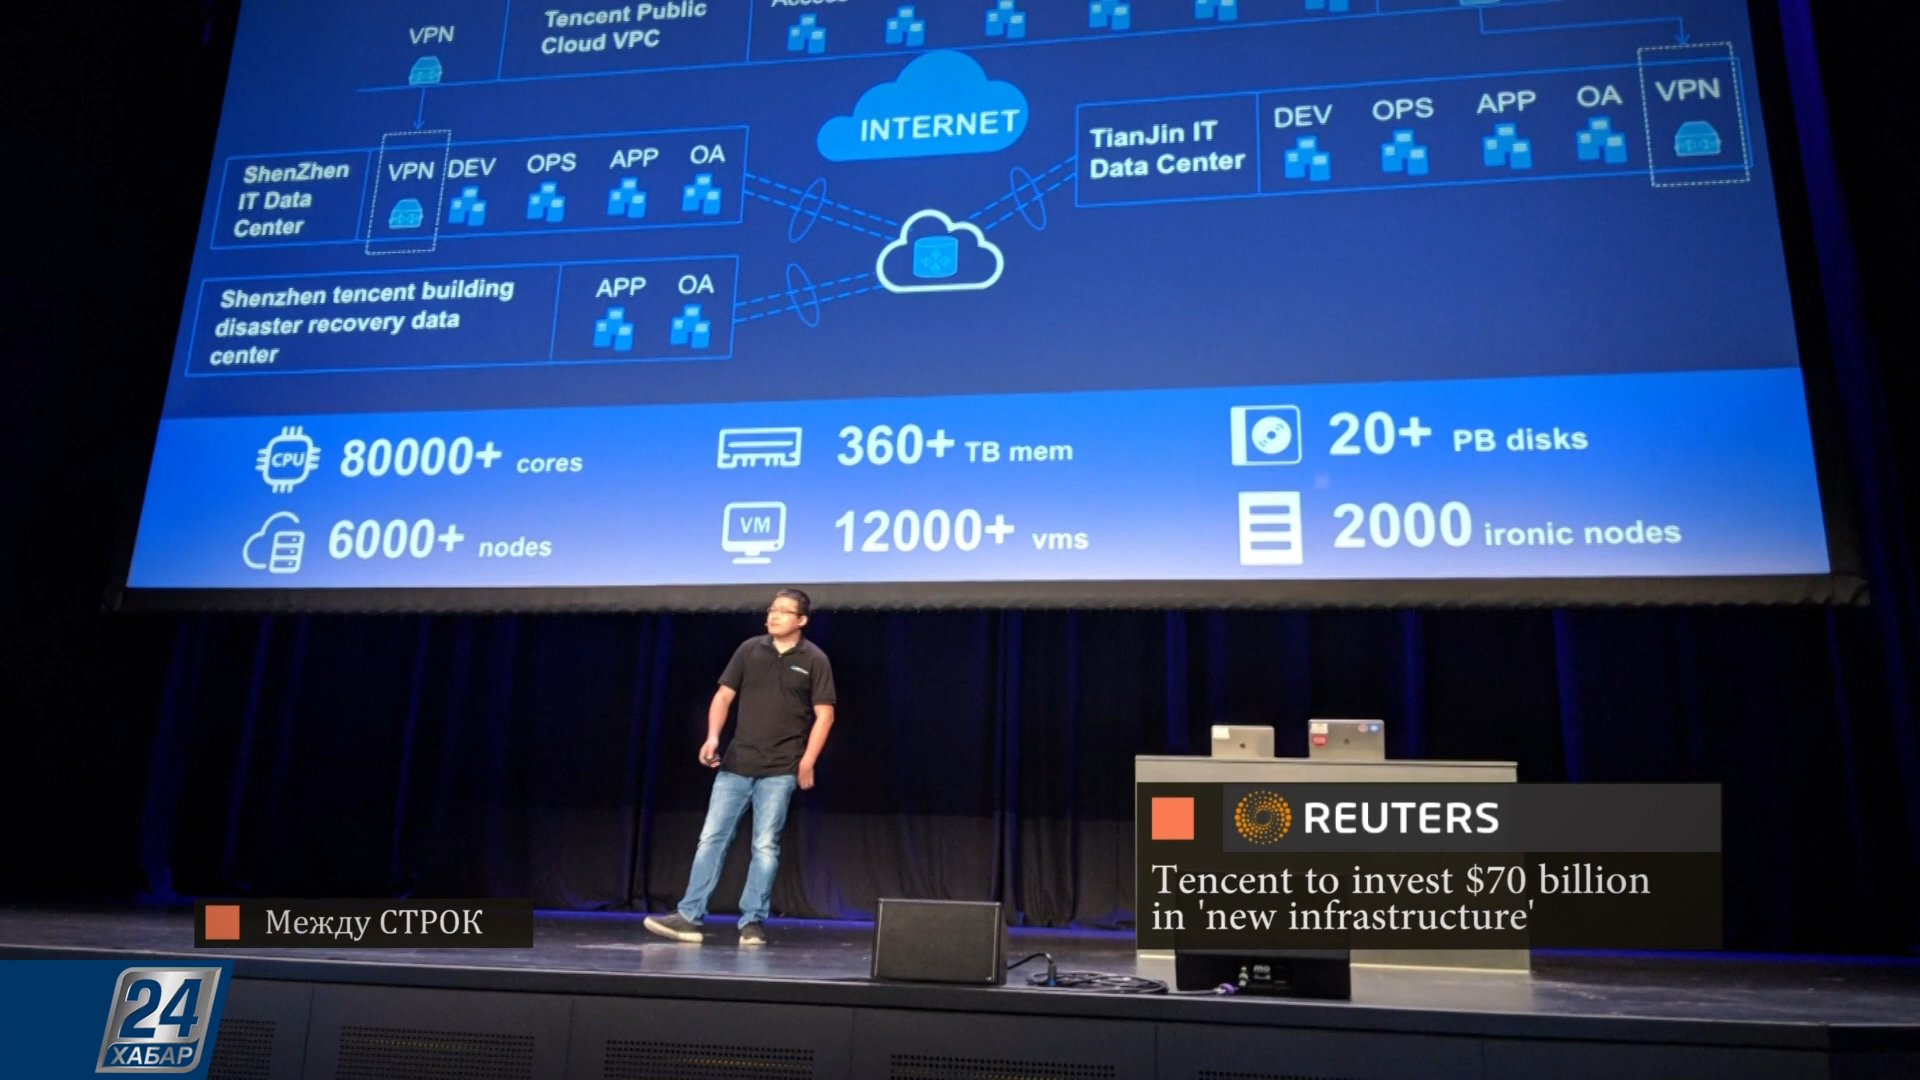 VPN
Tencent Public
Cloud VPC
INTERNET
ShenZhen
IT Data
Center
VPN
DEV
OPS
APP
OA
TianJin IT
Data Center
DEV
OPS
APP
OA
VPN
Shenzhen tencent building
disaster recovery data
center
APP
OA
CPU
80000+ cores
360+ TB mem
20+ PB disks
6000+ nodes
VM
12000+ vms
2000 ironic nodes
REUTERS
Tencent to invest $70 billion
in 'new infrastructure'
Между СТРОК
24
ХАБАР